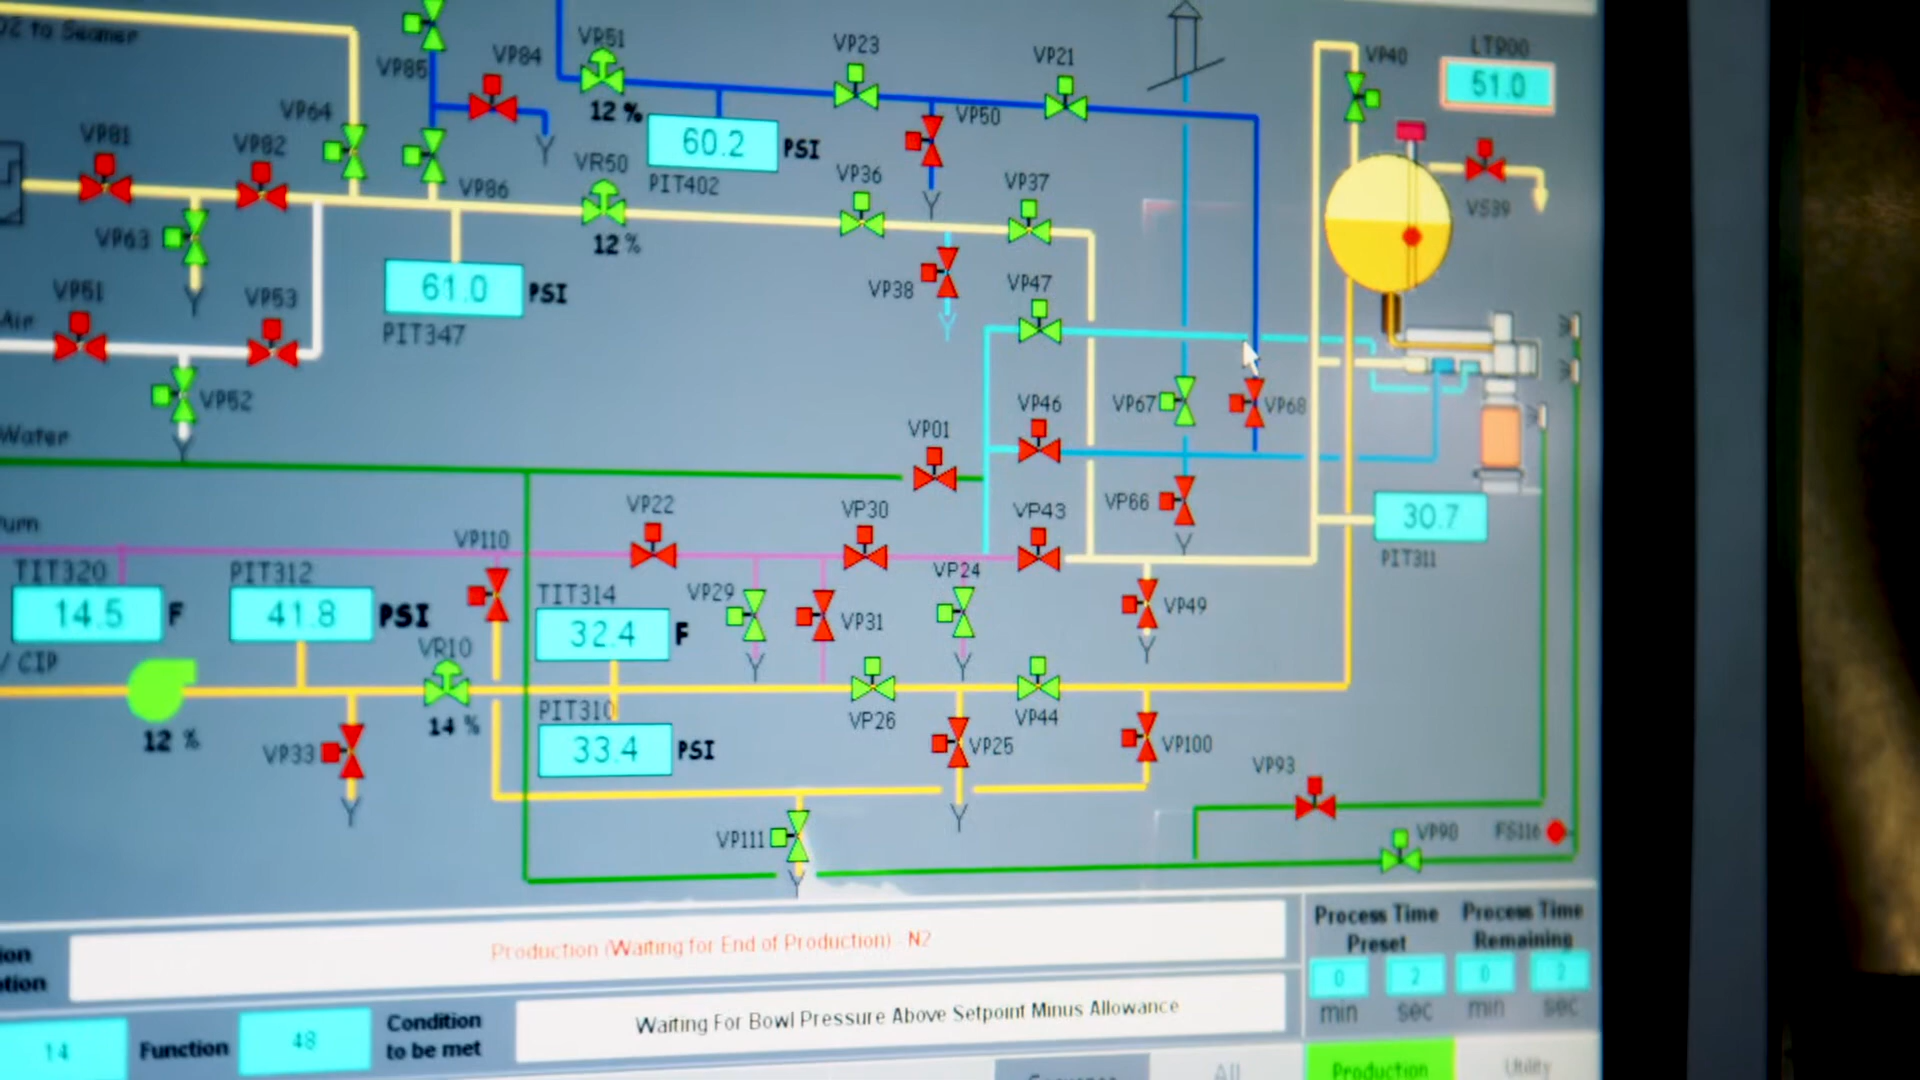 to Seamer
VP85
VP84
VR51
12 %
VP23
VP21
VP40
LT900
51.0
VP64
VP81
VP82
60.2 PSI
PIT402
VP50
VR50
VP86
VP36
VP37
VS39
VP63
12 %
61.0 PSI
PIT347
VP38
VP47
VP51
VP53
Air
VP52
VP46
VP67
VP68
Water
VP01
VP66
VP22
VP30
VP43
30.7
PIT311
VP110
TIT320
14.5 F
PIT312
41.8 PSI
TIT314
32.4 F
VP29
VP31
VP24
VP49
/ CIP
VR10
12 %
14 %
PIT310
33.4 PSI
VP33
VP26
VP44
VP25
VP100
VP93
VP111
VP90
FS116
Production (Waiting for End of Production) - N2
Process Time Preset
Process Time Remaining
0 min
2 sec
0 min
2 sec
14
Function
48
Condition to be met
Waiting For Bowl Pressure Above Setpoint Minus Allowance
All
Production
Utility